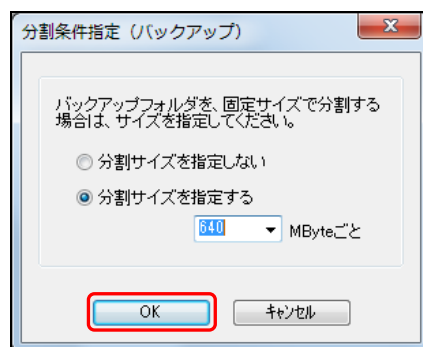 分割条件指定（バックアップ）
バックアップフォルダを、固定サイズで分割する
場合は、サイズを指定してください。
分割サイズを指定しない
分割サイズを指定する
640 MByteごと
OK キャンセル